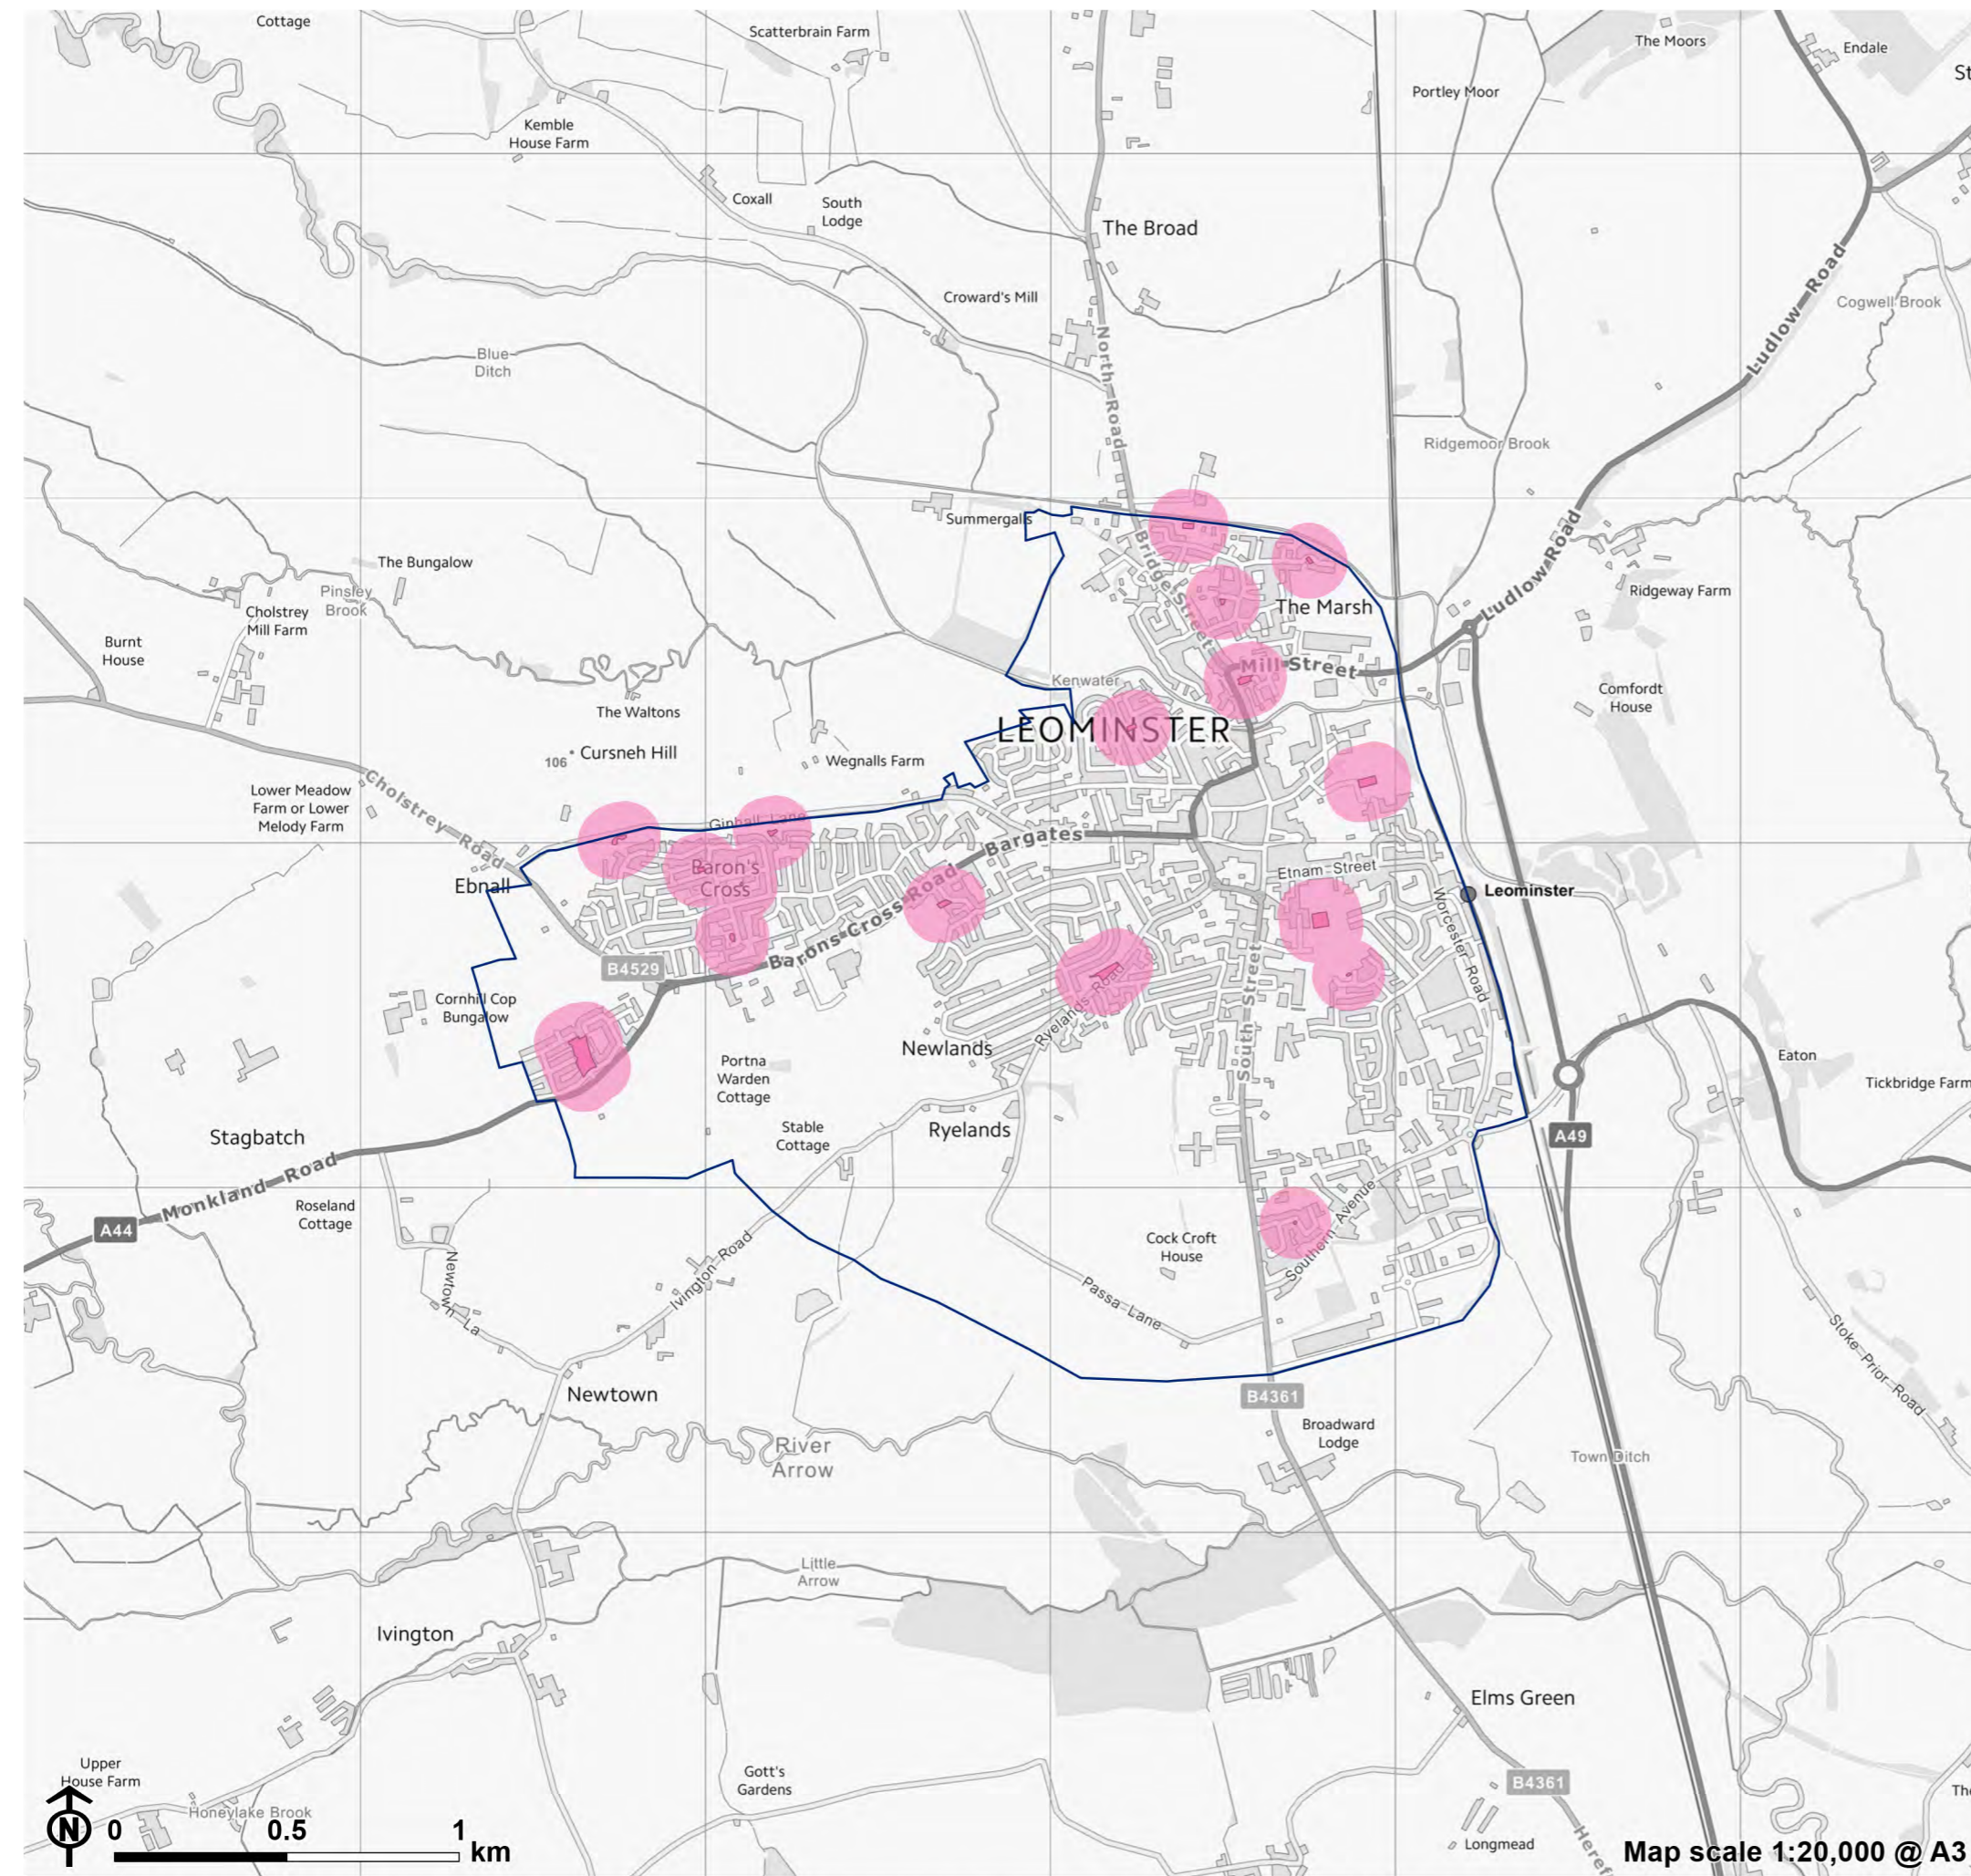 Cottage
Scatterbrain Farm
The Moors
Endale
St
Portley Moor
Kemble
House Farm
Coxall
South
Lodge
The Broad
Croward's Mill
North Road
Ludlow Road
Cogwell Brook
Blue
Ditch
Ridgemoor Brook
Summergalls
Bridge Street
Ludlow Road
The Bungalow
Pinsley
Brook
Cholstrey
Mill Farm
Burnt
House
The Marsh
Ridgeway Farm
Mill Street
Kenwater
Comfordt
House
The Waltons
LEOMINSTER
106
Cursneh Hill
Wegnalls Farm
Lower Meadow
Farm or Lower
Melody Farm
Cholstrey Road
Ginhall Lane
Bargates
Baron's
Cross
Etnam Street
Ebnall
Leominster
Worcester Road
Barons Cross Road
B4529
South Street
Cornhill Cop
Bungalow
Ryelands Road
Newlands
Portna
Warden
Cottage
Eaton
Tickbridge Farm
Stable
Cottage
Ryelands
Stagbatch
A49
Monkland Road
Roseland
Cottage
A44
Southern Avenue
Cock Croft
House
Newtown La
Ivington Road
Passa Lane
Stoke Prior Road
Newtown
B4361
Broadward
Lodge
River
Arrow
Town Ditch
Little
Arrow
Ivington
Elms Green
Upper
House Farm
Gott's
Gardens
B4361
Honeylake Brook
Th
Longmead
Heref
N
0 0.5 1
km
Map scale 1:20,000 @ A3